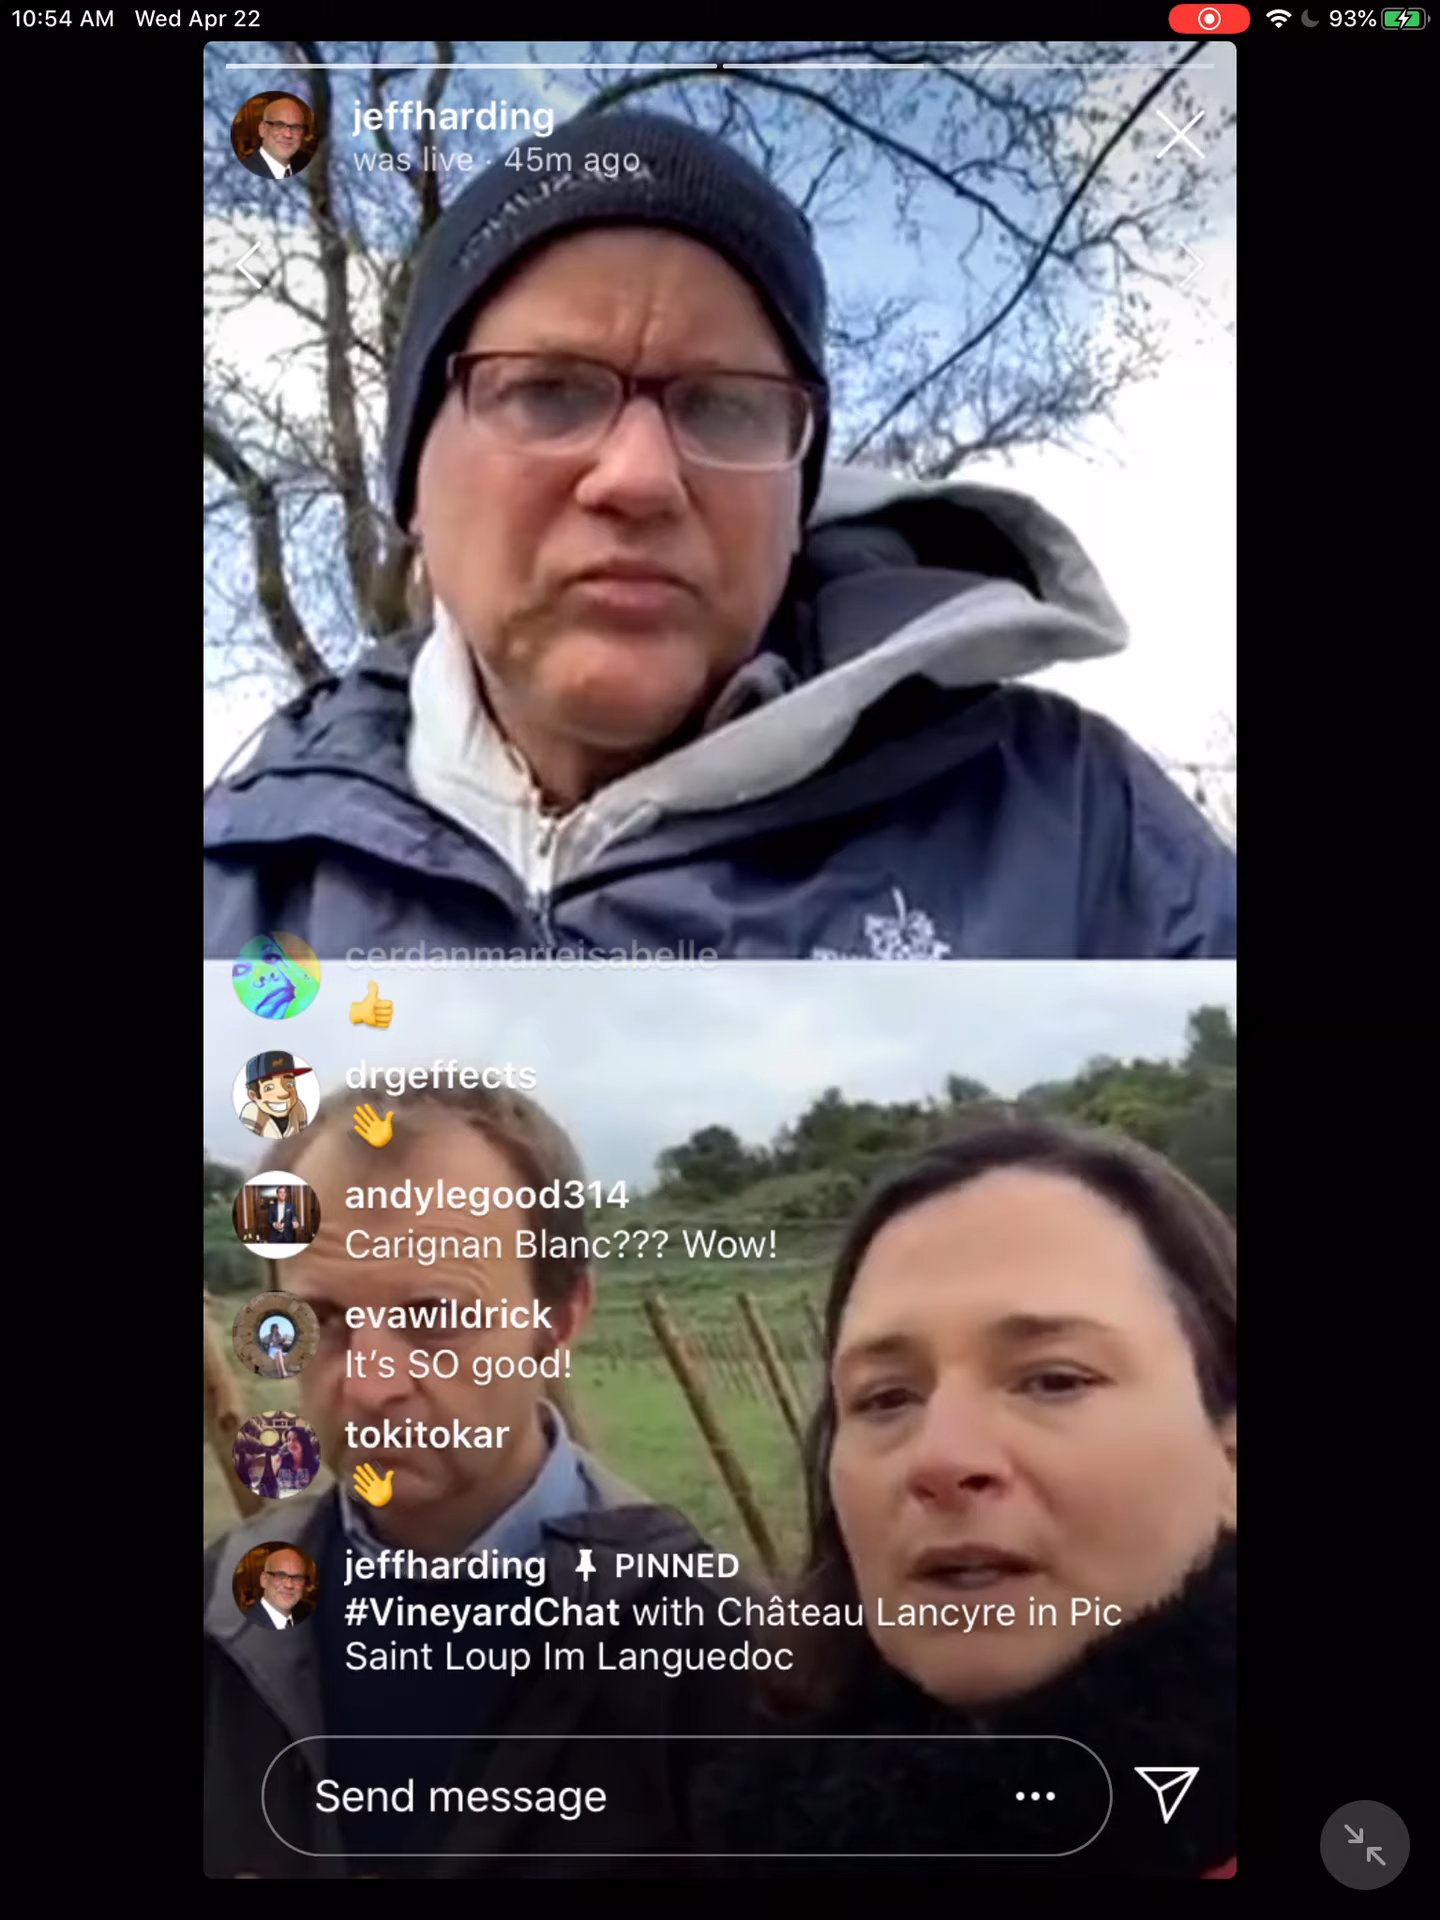 10:54 AM Wed Apr 22
93%
jeffharding
was live · 45m ago
cerdanmarieisabelle
👍
drgeffects
👋
andylegood314
Carignan Blanc??? Wow!
evawildrick
It’s SO good!
tokitokar
👋
jeffharding PINNED
#VineyardChat with Château Lancyre in Pic
Saint Loup Im Languedoc
Send message